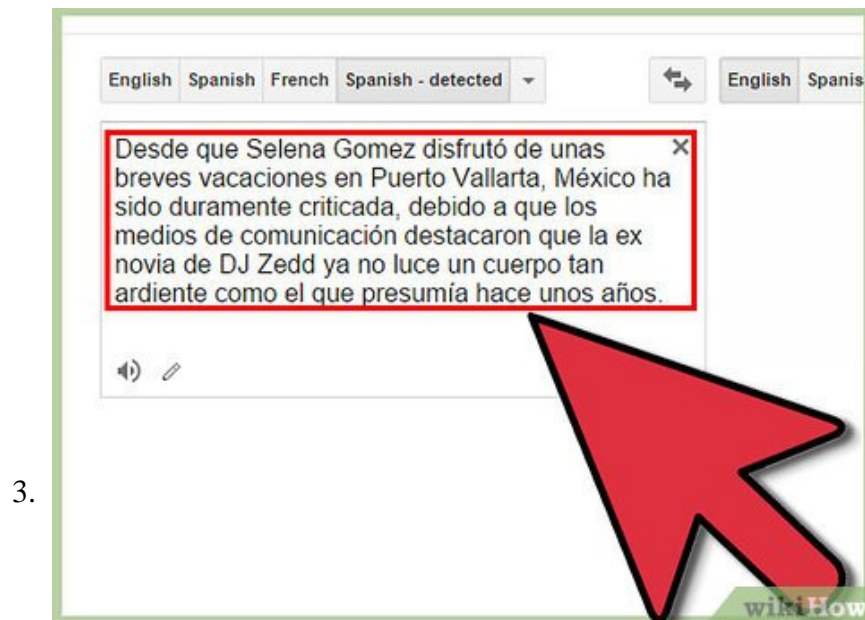 English Spanish French Spanish - detected English Spanis
Desde que Selena Gomez disfrutó de unas
breves vacaciones en Puerto Vallarta, México ha
sido duramente criticada, debido a que los
medios de comunicación destacaron que la ex
novia de DJ Zedd ya no luce un cuerpo tan
ardiente como el que presumía hace unos años.
3.
wikiHow